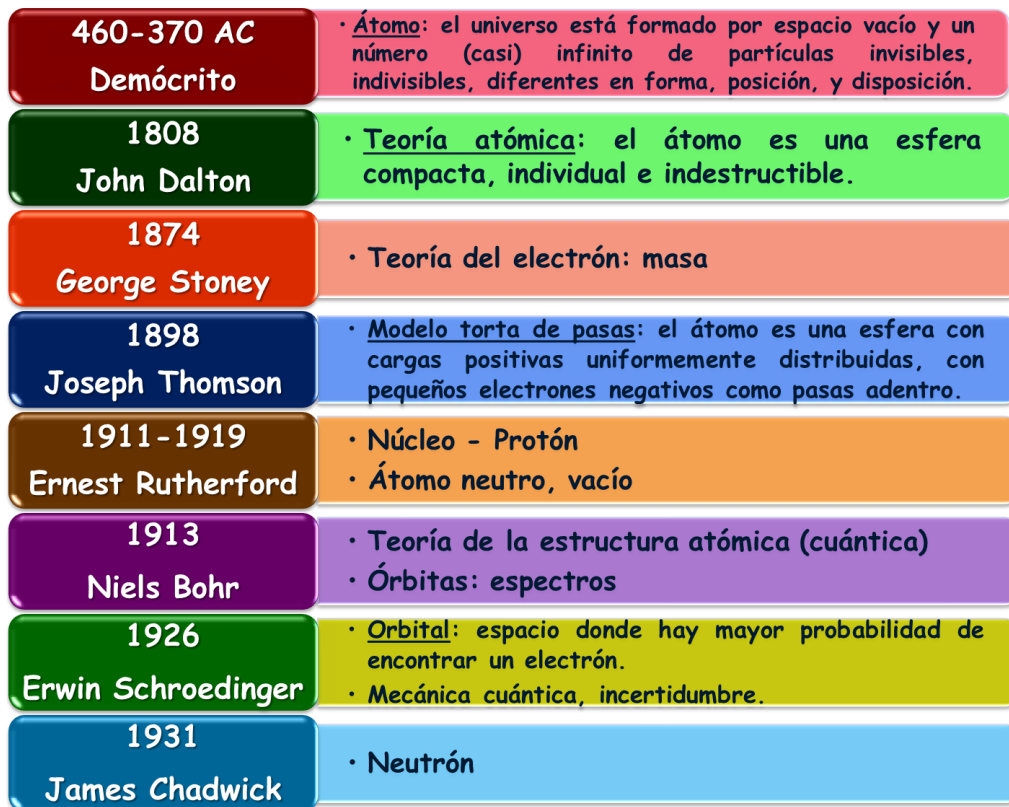 460-370 AC
Demócrito
• Átomo: el universo está formado por espacio vacío y un
número (casi) infinito de partículas invisibles,
indivisibles, diferentes en forma, posición, y disposición.
1808
John Dalton
• Teoría atómica: el átomo es una esfera
compacta, individual e indestructible.
1874
George Stoney
• Teoría del electrón: masa
1898
Joseph Thomson
• Modelo torta de pasas: el átomo es una esfera con
cargas positivas uniformemente distribuidas, con
pequeños electrones negativos como pasas adentro.
1911-1919
Ernest Rutherford
• Núcleo - Protón
• Átomo neutro, vacío
1913
Niels Bohr
• Teoría de la estructura atómica (cuántica)
• Órbitas: espectros
1926
Erwin Schroedinger
• Orbital: espacio donde hay mayor probabilidad de
encontrar un electrón.
• Mecánica cuántica, incertidumbre.
1931
James Chadwick
• Neutrón